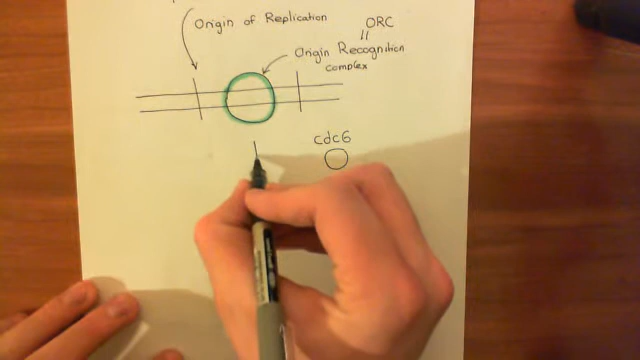 Origin of Replication
ORC
Origin Recognition
complex
cdc6